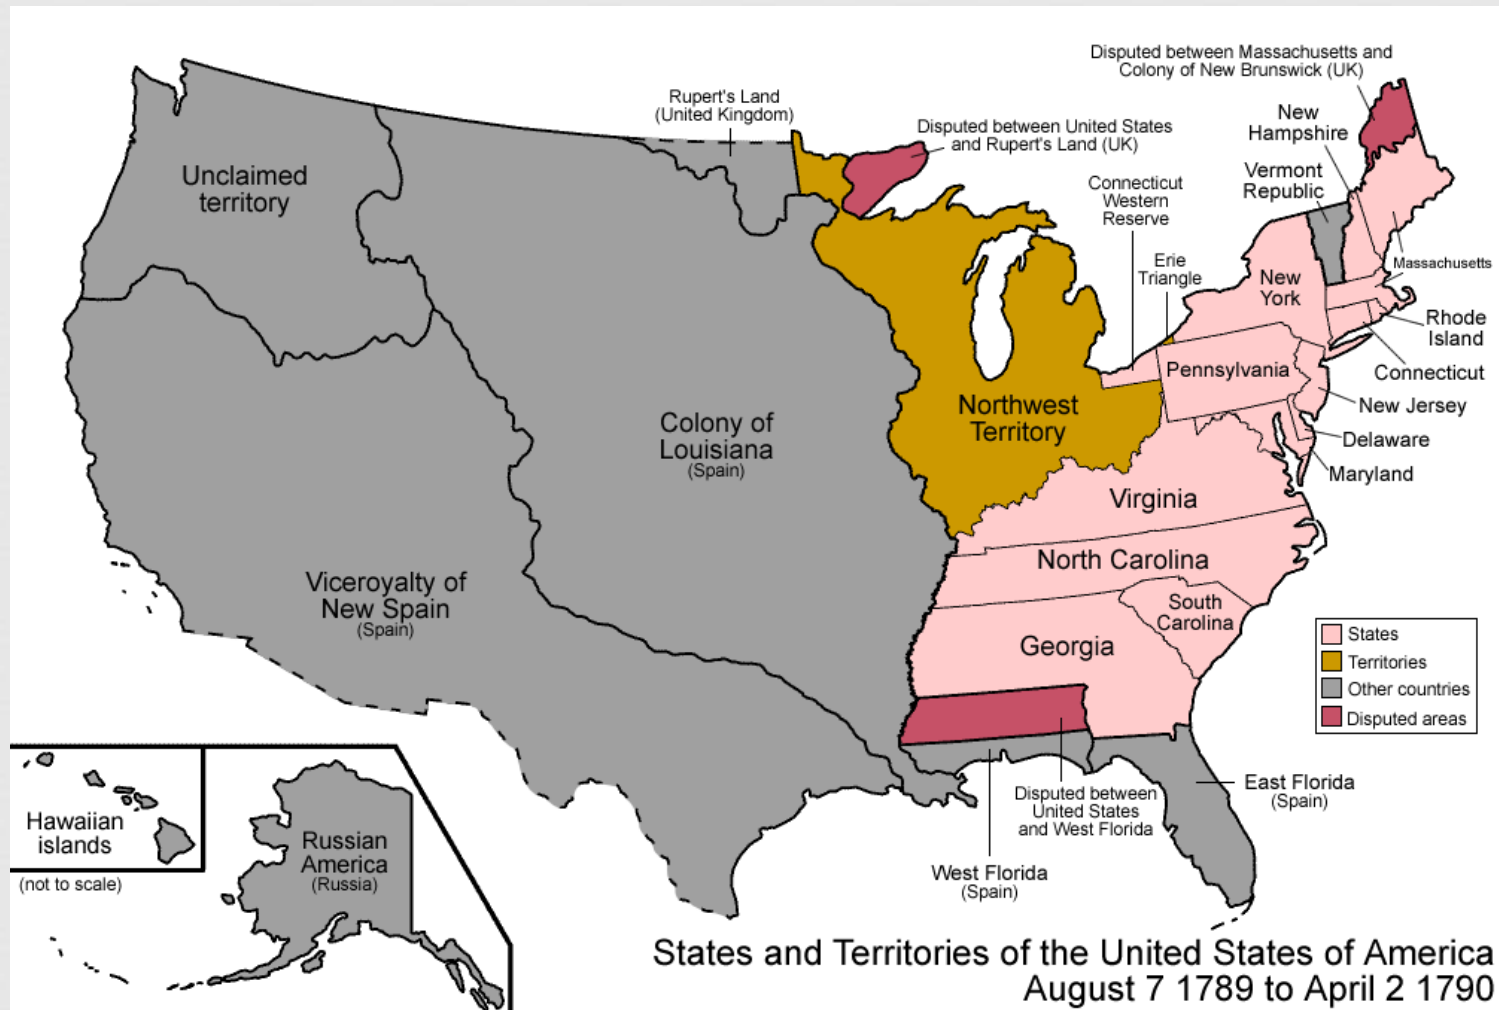 Disputed between Massachusetts and
Colony of New Brunswick (UK)
Rupert's Land
(United Kingdom)
New
Hampshire
Disputed between United States
and Rupert's Land (UK)
Vermont
Republic
Unclaimed
territory
Connecticut
Western
Reserve
Erie
Triangle
Massachusetts
New
York
Rhode
Island
Pennsylvania
Connecticut
Northwest
Territory
New Jersey
Colony of
Louisiana
(Spain)
Delaware
Maryland
Virginia
North Carolina
Viceroyalty of
New Spain
(Spain)
South
Carolina
Georgia
States
Territories
Other countries
Disputed areas
East Florida
(Spain)
Disputed between
United States
and West Florida
West Florida
(Spain)
Hawaiian
islands
(not to scale)
Russian
America
(Russia)
States and Territories of the United States of America
August 7 1789 to April 2 1790